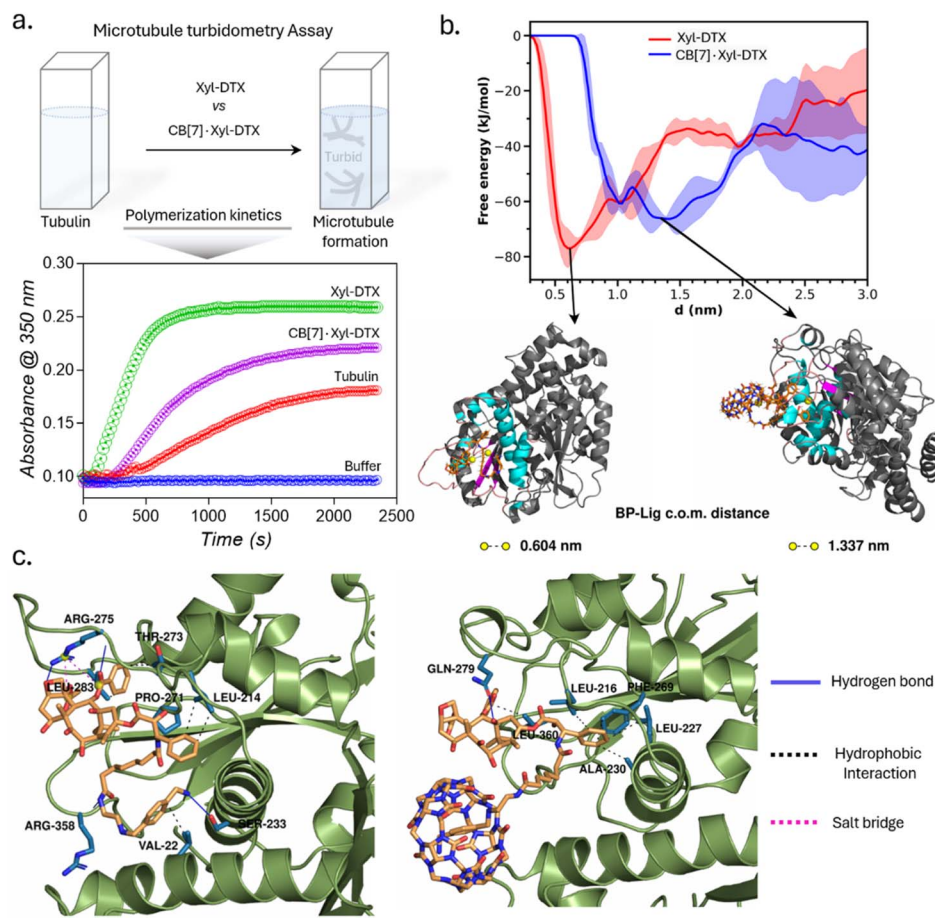 a.
Microtubule turbidometry Assay
Xyl-DTX
vs
CB[7]·Xyl-DTX
Turbid
Tubulin
Microtubule
formation
Polymerization kinetics
Absorbance @ 350 nm
0.30
0.25
0.20
0.15
0.10
Xyl-DTX
CB[7]·Xyl-DTX
Tubulin
Buffer
0 500 1000 1500 2000 2500
Time (s)
b.
Free energy (kJ/mol)
0
−20
−40
−60
−80
Xyl-DTX
CB[7]·Xyl-DTX
0.5 1.0 1.5 2.0 2.5 3.0
d (nm)
BP-Lig c.o.m. distance
0.604 nm
1.337 nm
c.
ARG-275
THR-273
LEU-283
PRO-271
LEU-214
ARG-358
VAL-22
SER-233
GLN-279
LEU-216
PHE-269
LEU-360
LEU-227
ALA-230
Hydrogen bond
Hydrophobic
Interaction
Salt bridge